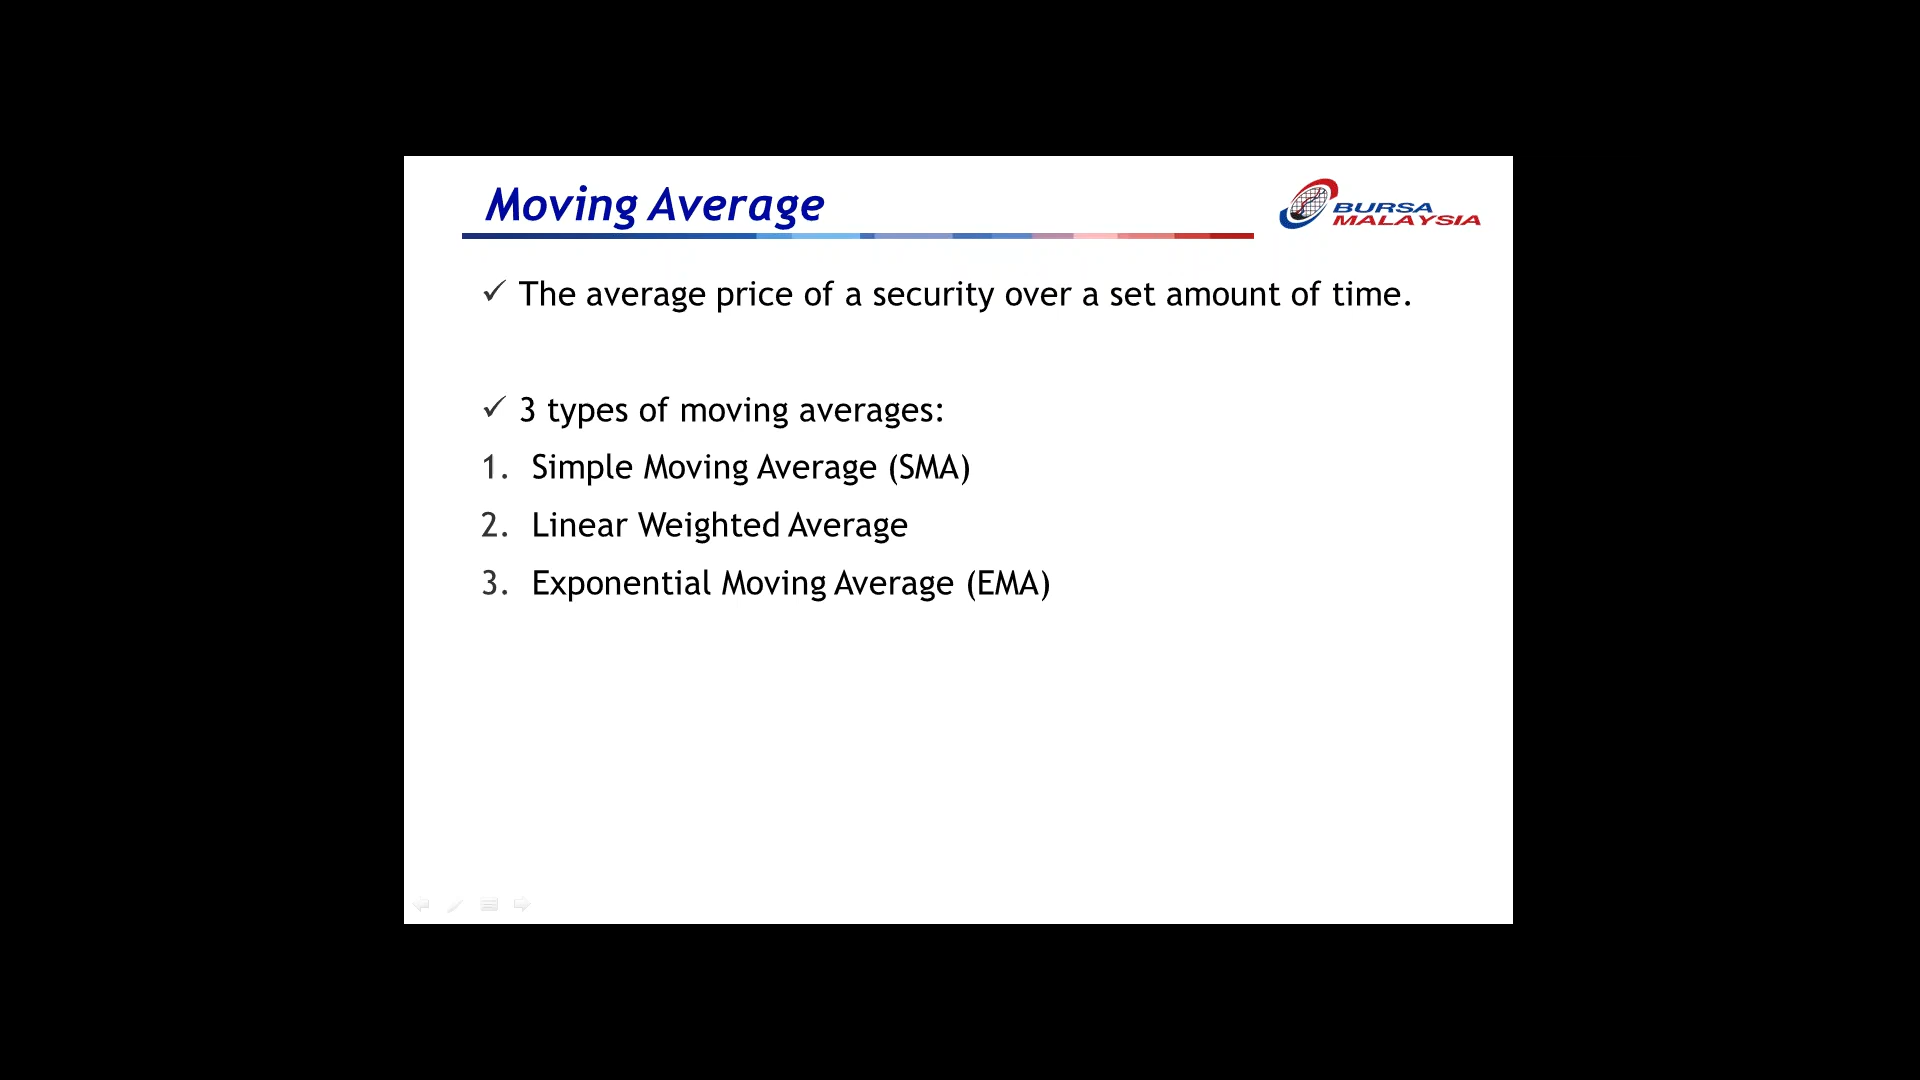 Moving Average
BURSA
MALAYSIA
✓ The average price of a security over a set amount of time.
✓ 3 types of moving averages:
1. Simple Moving Average (SMA)
2. Linear Weighted Average
3. Exponential Moving Average (EMA)